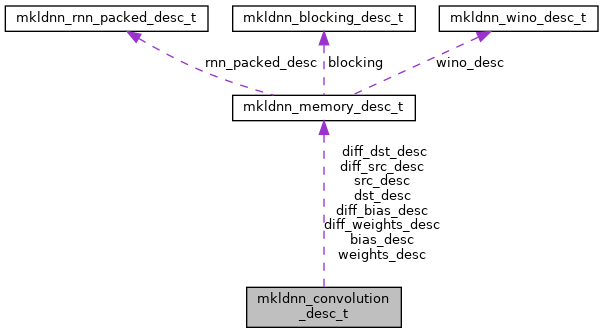 mkldnn_rnn_packed_desc_t
mkldnn_blocking_desc_t
mkldnn_wino_desc_t
rnn_packed_desc
blocking
wino_desc
mkldnn_memory_desc_t
diff_dst_desc
diff_src_desc
src_desc
dst_desc
diff_bias_desc
diff_weights_desc
bias_desc
weights_desc
mkldnn_convolution
_desc_t